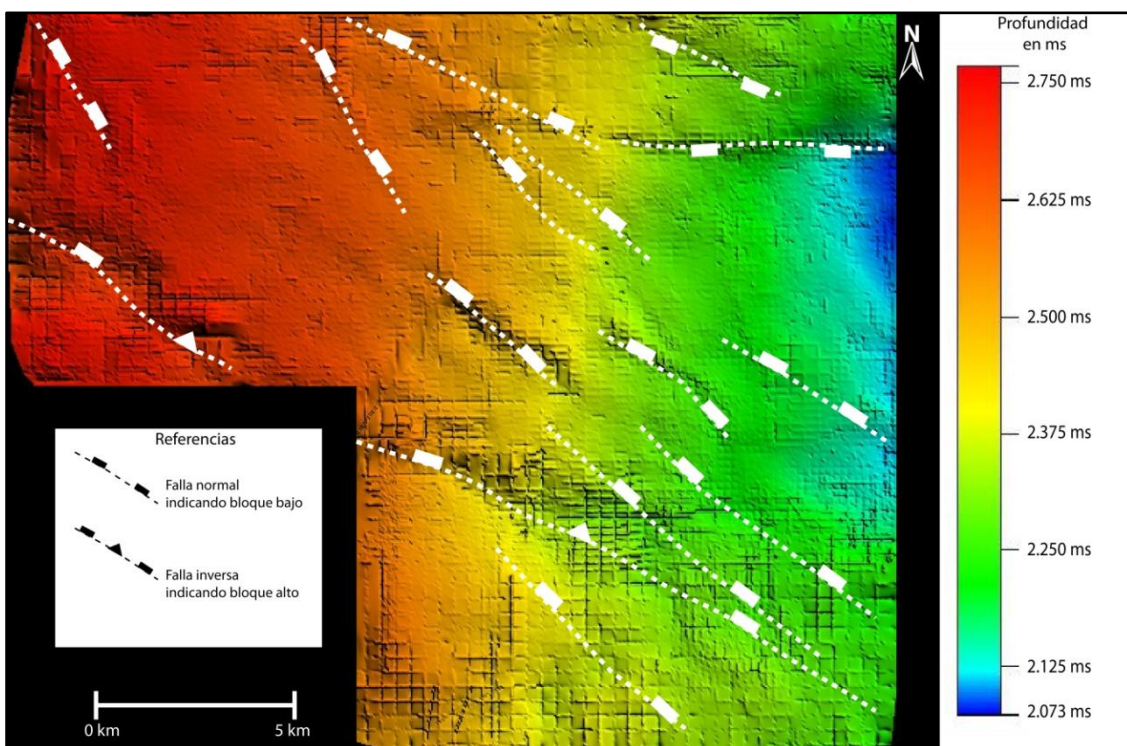 Profundidad
en ms
N
2.750 ms
2.625 ms
2.500 ms
2.375 ms
2.250 ms
2.125 ms
2.073 ms
Referencias
Falla normal
indicando bloque bajo
Falla inversa
indicando bloque alto
0 km
5 km